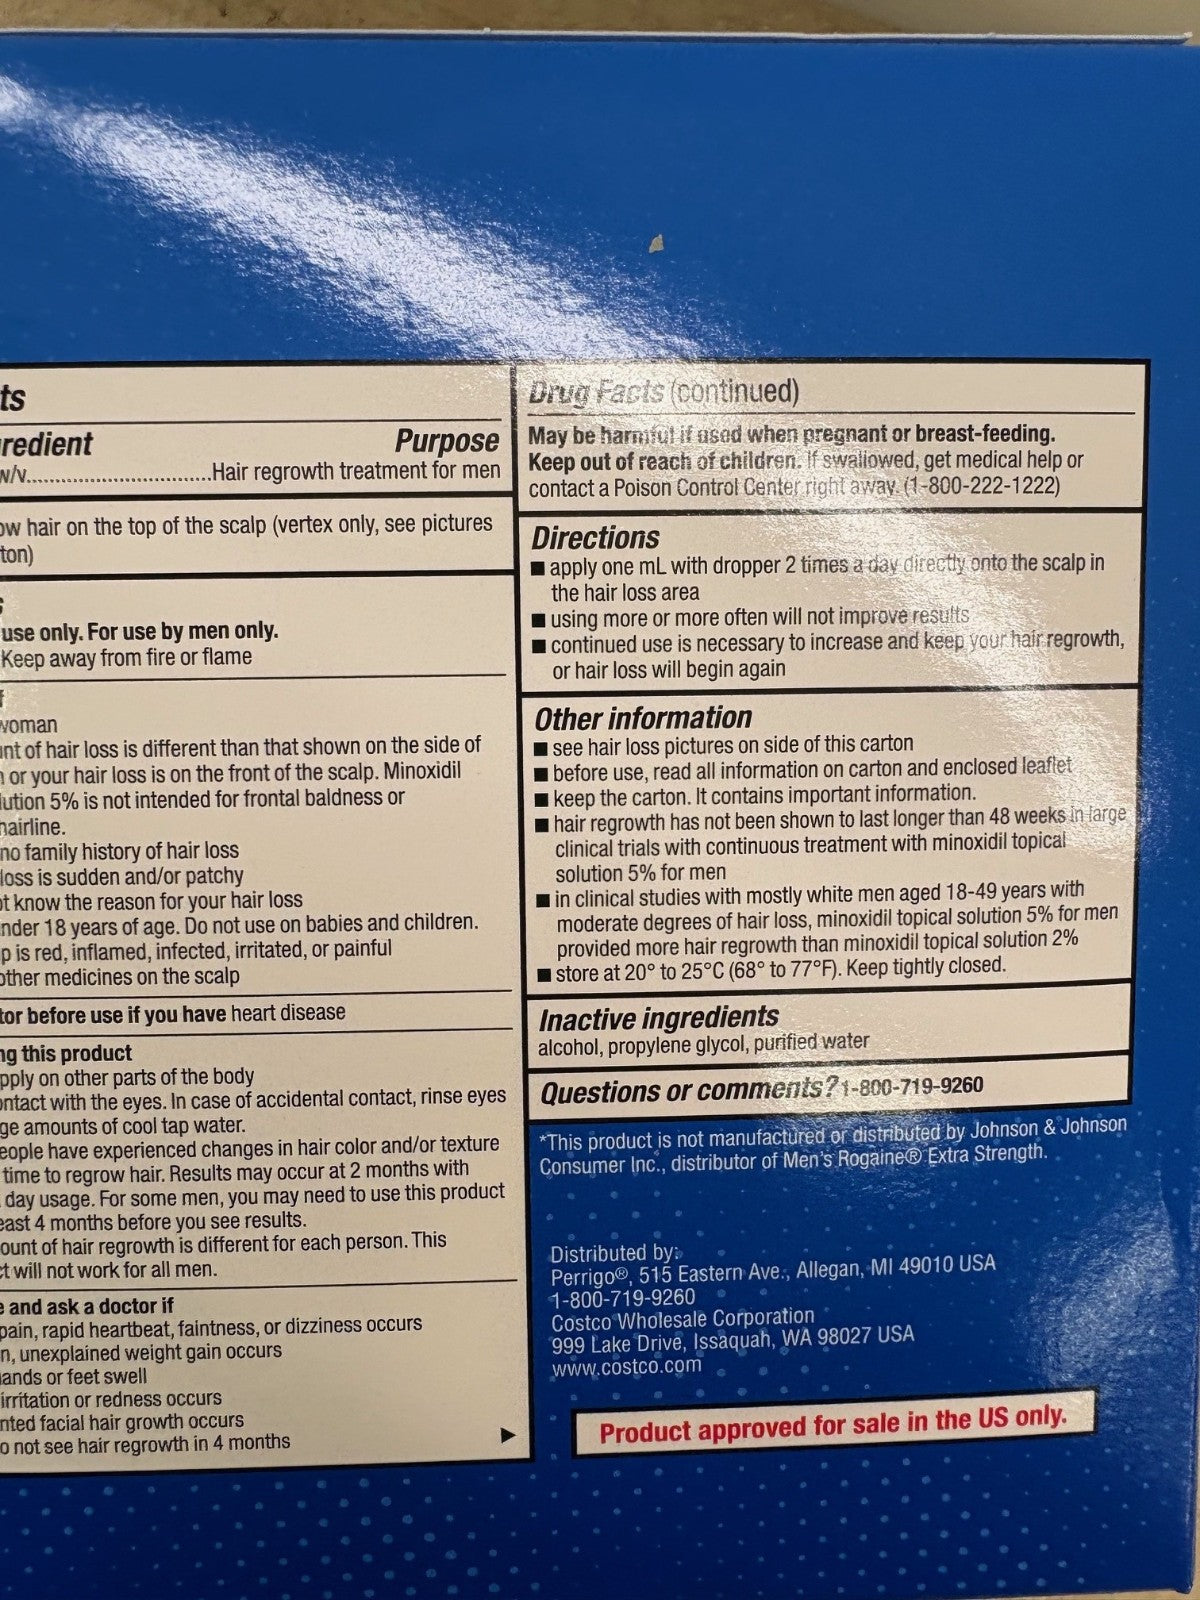 ts
redient Purpose
w/v................................Hair regrowth treatment for men
ow hair on the top of the scalp (vertex only, see pictures
ton)
use only. For use by men only.
Keep away from fire or flame
woman
nt of hair loss is different than that shown on the side of
or your hair loss is on the front of the scalp. Minoxidil
lution 5% is not intended for frontal baldness or
hairline.
no family history of hair loss
loss is sudden and/or patchy
ot know the reason for your hair loss
nder 18 years of age. Do not use on babies and children.
p is red, inflamed, infected, irritated, or painful
other medicines on the scalp
tor before use if you have heart disease
ng this product
pply on other parts of the body
ontact with the eyes. In case of accidental contact, rinse eyes
ge amounts of cool tap water.
eople have experienced changes in hair color and/or texture
time to regrow hair. Results may occur at 2 months with
day usage. For some men, you may need to use this product
east 4 months before you see results.
ount of hair regrowth is different for each person. This
ct will not work for all men.
e and ask a doctor if
pain, rapid heartbeat, faintness, or dizziness occurs
n, unexplained weight gain occurs
ands or feet swell
irritation or redness occurs
nted facial hair growth occurs
o not see hair regrowth in 4 months
Drug Facts (continued)
May be harmful if used when pregnant or breast-feeding.
Keep out of reach of children. If swallowed, get medical help or
contact a Poison Control Center right away. (1-800-222-1222)
Directions
■ apply one mL with dropper 2 times a day directly onto the scalp in
the hair loss area
■ using more or more often will not improve results
■ continued use is necessary to increase and keep your hair regrowth,
or hair loss will begin again
Other information
■ see hair loss pictures on side of this carton
■ before use, read all information on carton and enclosed leaflet
■ keep the carton. It contains important information.
■ hair regrowth has not been shown to last longer than 48 weeks in large
clinical trials with continuous treatment with minoxidil topical
solution 5% for men
■ in clinical studies with mostly white men aged 18-49 years with
moderate degrees of hair loss, minoxidil topical solution 5% for men
provided more hair regrowth than minoxidil topical solution 2%
■ store at 20° to 25°C (68° to 77°F). Keep tightly closed.
Inactive ingredients
alcohol, propylene glycol, purified water
Questions or comments? 1-800-719-9260
*This product is not manufactured or distributed by Johnson & Johnson
Consumer Inc., distributor of Men's Rogaine® Extra Strength.
Distributed by:
Perrigo®, 515 Eastern Ave., Allegan, MI 49010 USA
1-800-719-9260
Costco Wholesale Corporation
999 Lake Drive, Issaquah, WA 98027 USA
www.costco.com
Product approved for sale in the US only.